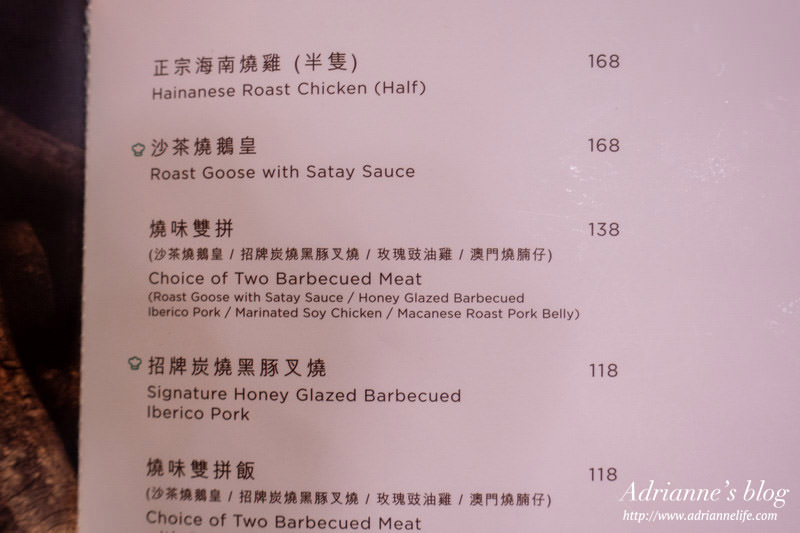 正宗海南燒雞 (半隻) 168
Hainanese Roast Chicken (Half)
沙茶燒鵝皇 168
Roast Goose with Satay Sauce
燒味雙拼 138
(沙茶燒鵝皇 / 招牌炭燒黑豚叉燒 / 玫瑰豉油雞 / 澳門燒腩仔)
Choice of Two Barbecued Meat
(Roast Goose with Satay Sauce / Honey Glazed Barbecued
Iberico Pork / Marinated Soy Chicken / Macanese Roast Pork Belly)
招牌炭燒黑豚叉燒 118
Signature Honey Glazed Barbecued
Iberico Pork
燒味雙拼飯 118
(沙茶燒鵝皇 / 招牌炭燒黑豚叉燒 / 玫瑰豉油雞 / 澳門燒腩仔)
Choice of Two Barbecued Meat
Adrianne's blog
http://www.adriannelife.com/